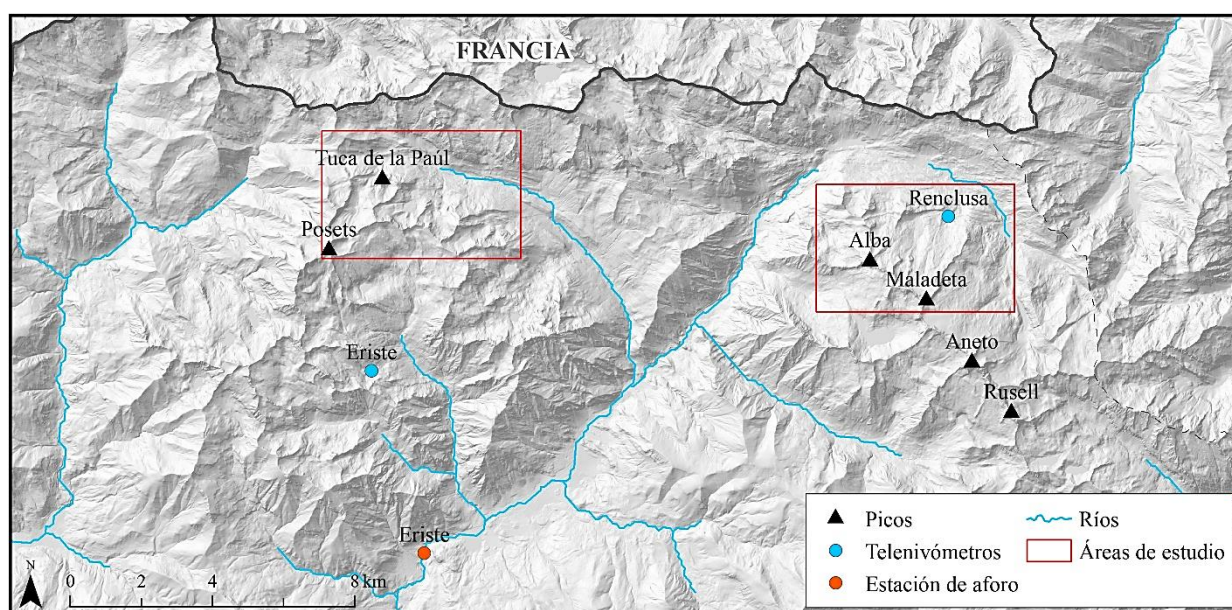 FRANCIA
Tuca de la Paúl
Posets
Renclusa
Alba
Maladeta
Eriste
Aneto
Rusell
Eriste
N
0 2 4 8 km
Picos
Ríos
Telenivómetros
Áreas de estudio
Estación de aforo